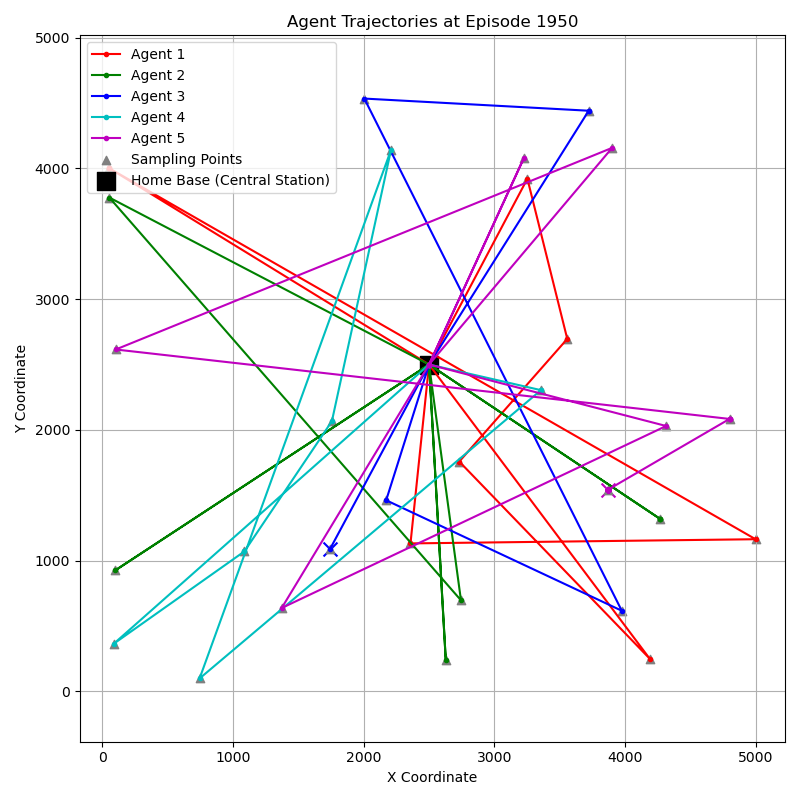 Agent Trajectories at Episode 1950
Agent 1
Agent 2
Agent 3
Agent 4
Agent 5
Sampling Points
Home Base (Central Station)
5000
4000
3000
2000
1000
0
Y Coordinate
0 1000 2000 3000 4000 5000
X Coordinate